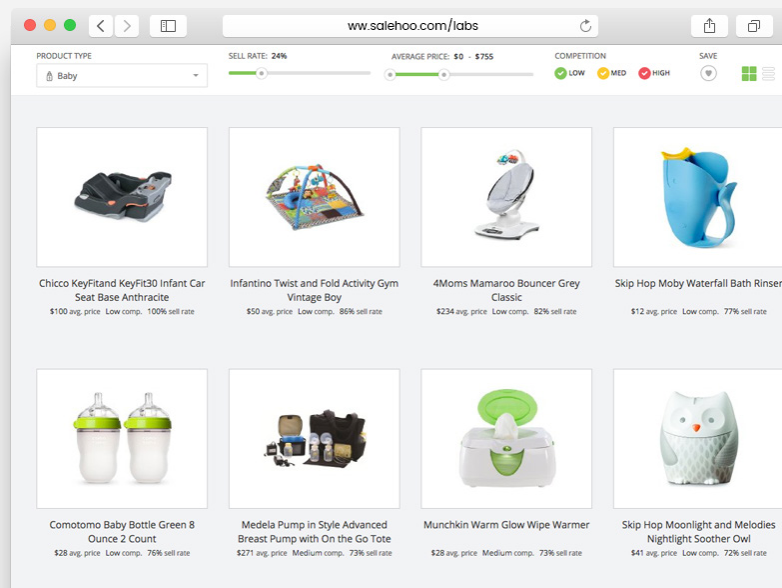 ww.salehoo.com/labs
PRODUCT TYPE
Baby
SELL RATE: 24%
AVERAGE PRICE: $0 - $755
COMPETITION
LOW MED HIGH
SAVE
Chicco KeyFitand KeyFit30 Infant Car
Seat Base Anthracite
$100 avg. price Low comp. 100% sell rate
Infantino Twist and Fold Activity Gym
Vintage Boy
$50 avg. price Low comp. 86% sell rate
4Moms Mamaroo Bouncer Grey
Classic
$234 avg. price Low comp. 82% sell rate
Skip Hop Moby Waterfall Bath Rinser
$12 avg. price Low comp. 77% sell rate
Comotomo Baby Bottle Green 8
Ounce 2 Count
$28 avg. price Low comp. 76% sell rate
Medela Pump in Style Advanced
Breast Pump with On the Go Tote
$271 avg. price Medium comp. 73% sell rate
Munchkin Warm Glow Wipe Warmer
$28 avg. price Medium comp. 73% sell rate
Skip Hop Moonlight and Melodies
Nightlight Soother Owl
$41 avg. price Low comp. 72% sell rate